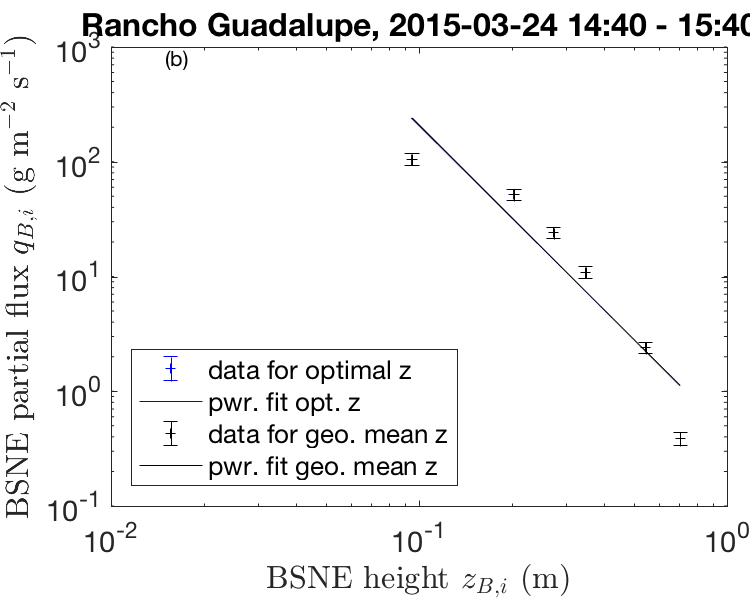 Rancho Guadalupe, 2015-03-24 14:40 - 15:40
(b)
10^3
10^2
10^1
10^0
10^-1
BSNE partial flux q_{B,i} (g m^{-2} s^{-1})
data for optimal z
pwr. fit opt. z
data for geo. mean z
pwr. fit geo. mean z
10^-2 10^-1 10^0
BSNE height z_{B,i} (m)